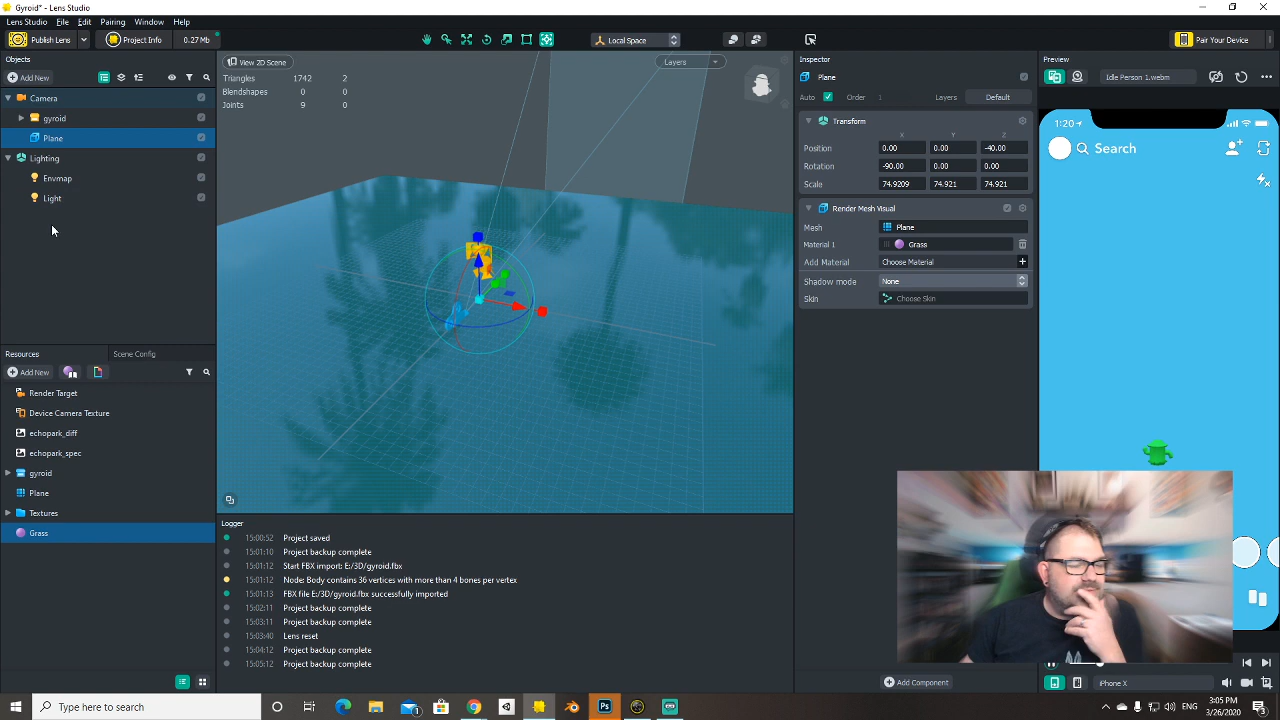 Gyroid* - Lens Studio
Lens Studio File Edit Pairing Window Help
Publish Lens Project Info 0.27 Mb Local Space Pair Your Device
Objects
Add New
Camera
gyroid
Plane
Lighting
Envmap
Light
Resources Scene Config
Add New
Render Target
Device Camera Texture
echopark_diff
echopark_spec
gyroid
Plane
Textures
Grass
View 2D Scene
Layers
Triangles 1742 2
Blendshapes 0 0
Joints 9 0
Logger
15:00:52 Project saved
15:01:10 Project backup complete
15:01:12 Start FBX import: E:/3D/gyroid.fbx
15:01:12 Node: Body contains 36 vertices with more than 4 bones per vertex
15:01:13 FBX file E:/3D/gyroid.fbx successfully imported
15:02:11 Project backup complete
15:03:11 Project backup complete
15:03:40 Lens reset
15:04:12 Project backup complete
15:05:12 Project backup complete
Inspector
Plane
Auto Order 1 Layers Default
Transform
X Y Z
Position 0.00 0.00 -40.00
Rotation -90.00 0.00 0.00
Scale 74.9209 74.921 74.921
Render Mesh Visual
Mesh Plane
Material 1 Grass
Add Material Choose Material
Shadow mode None
Skin Choose Skin
Add Component
Preview
Idle Person 1.webm
1:20
Search
iPhone X
Type here to search
Ps
ENG
3:05 PM
3/26/2020